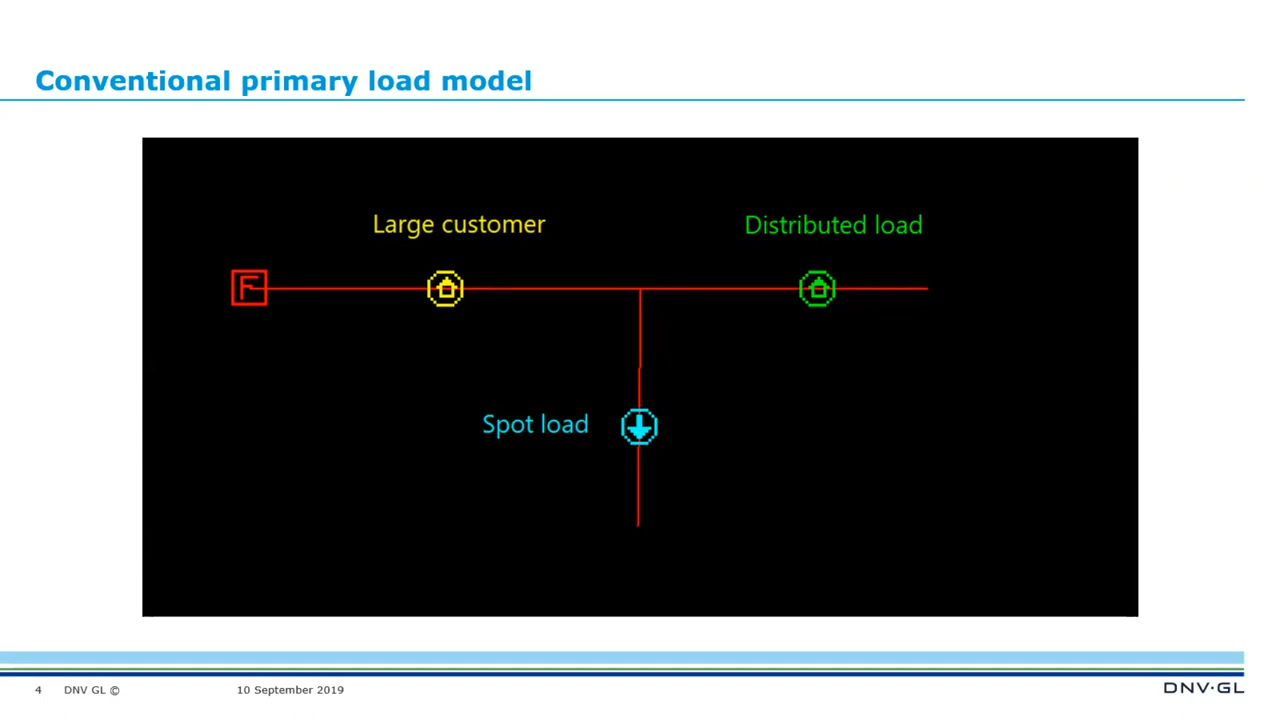 Conventional primary load model
Large customer
Distributed load
F
Spot load
4 DNV GL © 10 September 2019
DNV·GL